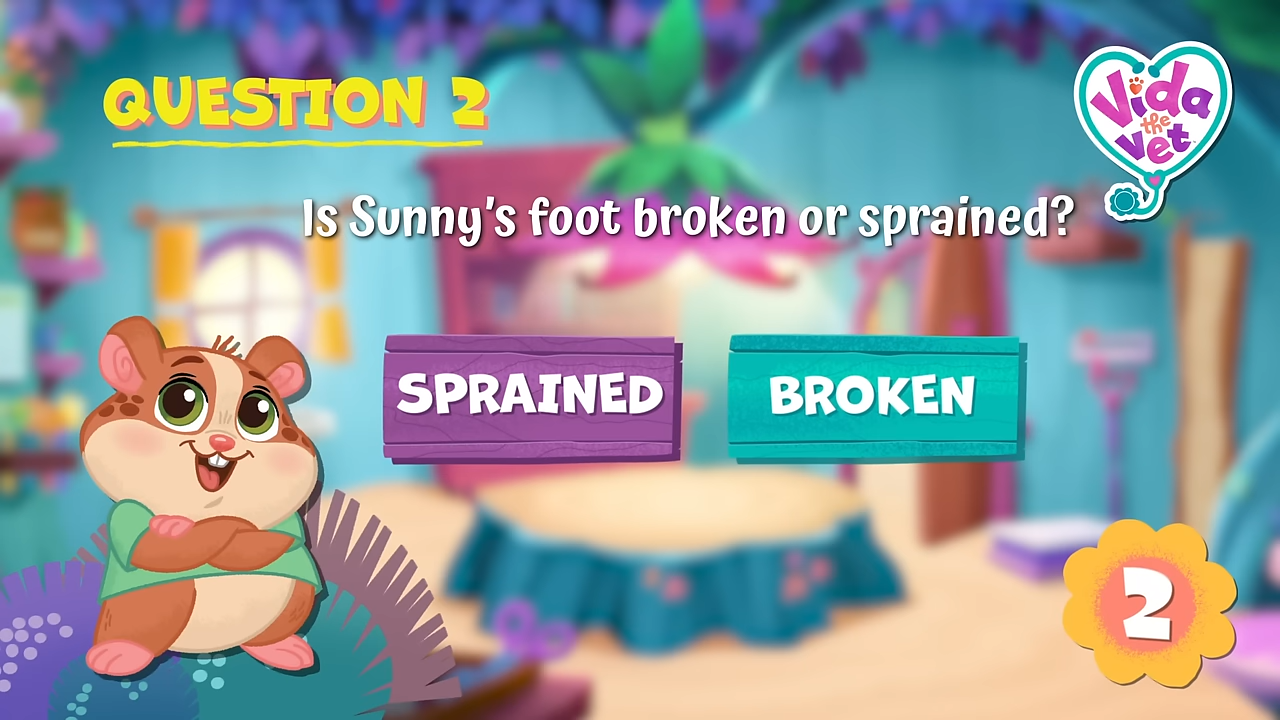 QUESTION 2
Vida
the
vet
Is Sunny's foot broken or sprained?
SPRAINED
BROKEN
2